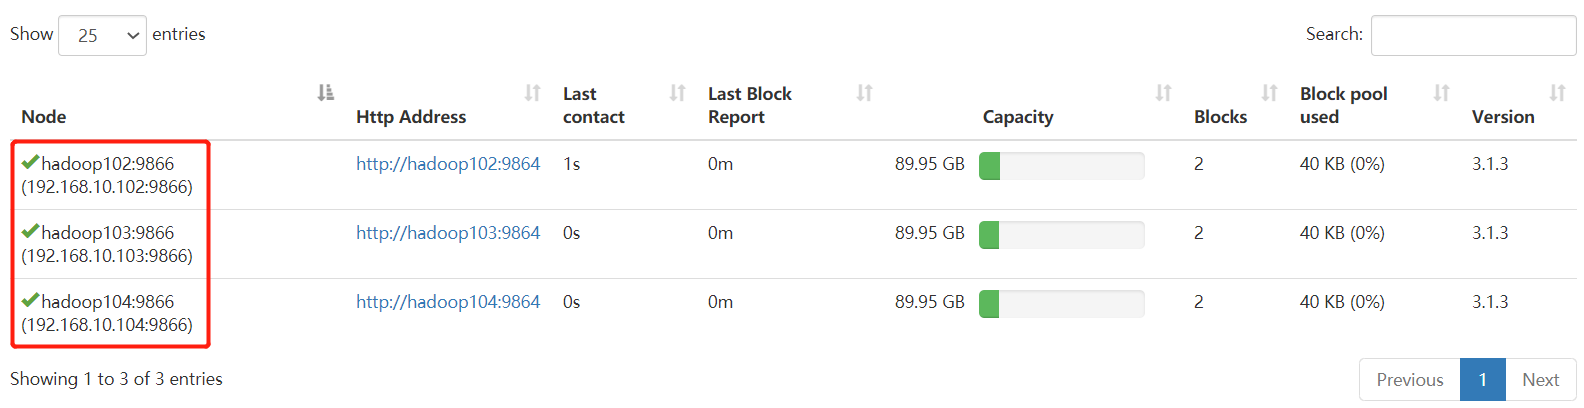 Show 25 entries Search:
Node Http Address Last contact Last Block Report Capacity Blocks Block pool used Version
hadoop102:9866 http://hadoop102:9864 1s 0m 89.95 GB 2 40 KB (0%) 3.1.3
(192.168.10.102:9866)
hadoop103:9866 http://hadoop103:9864 0s 0m 89.95 GB 2 40 KB (0%) 3.1.3
(192.168.10.103:9866)
hadoop104:9866 http://hadoop104:9864 0s 0m 89.95 GB 2 40 KB (0%) 3.1.3
(192.168.10.104:9866)
Showing 1 to 3 of 3 entries Previous 1 Next